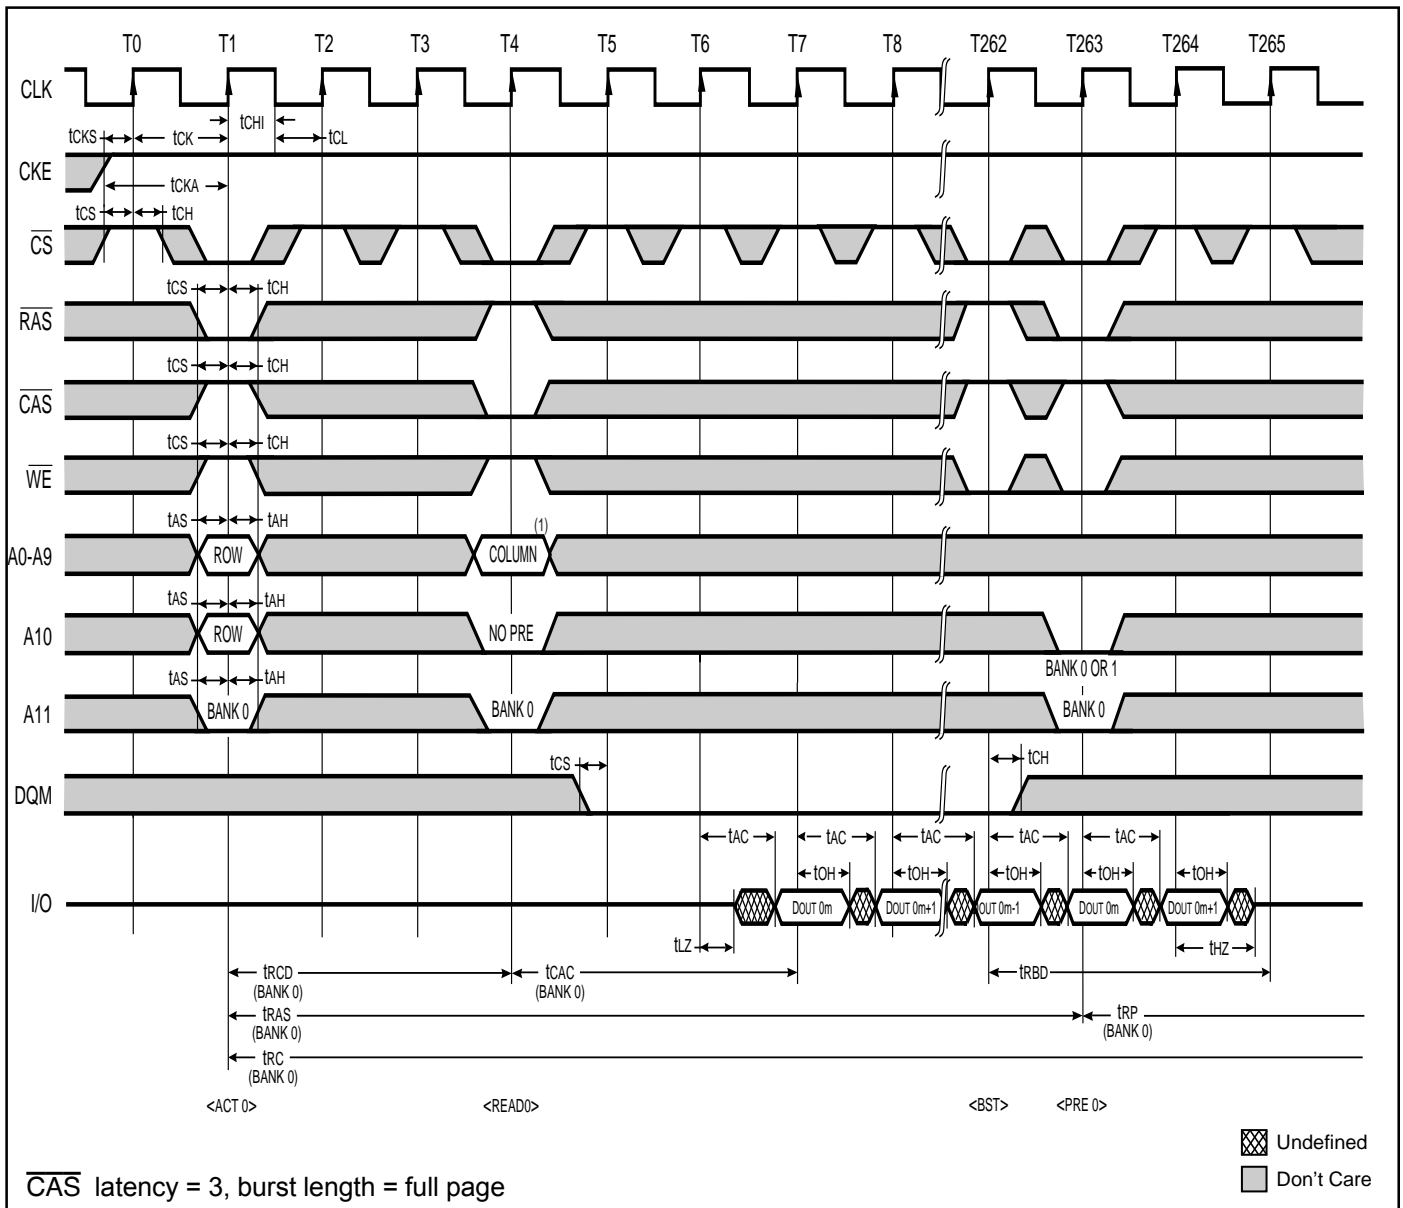 T0 T1 T2 T3 T4 T5 T6 T7 T8 T262 T263 T264 T265
CLK
tCHI
tCKS tCK tCL
CKE
tCKA
tCS tCH
CS
tCS tCH
RAS
tCS tCH
CAS
tCS tCH
WE
tAS tAH
(1)
A0-A9 ROW COLUMN
tAS tAH
A10 ROW NO PRE
BANK 0 OR 1
tAS tAH
A11 BANK 0 BANK 0 BANK 0
tCS tCH
DQM
tAC tAC tAC tAC tAC
tOH tOH tOH tOH tOH
I/O DOUT 0m DOUT 0m+1 OUT 0m-1 DOUT 0m DOUT 0m+1
tLZ tHZ
tRCD tCAC tRBD
(BANK 0) (BANK 0)
tRAS tRP
(BANK 0) (BANK 0)
tRC
(BANK 0)
<ACT 0> <READ0> <BST> <PRE 0>
Undefined
Don't Care
CAS latency = 3, burst length = full page